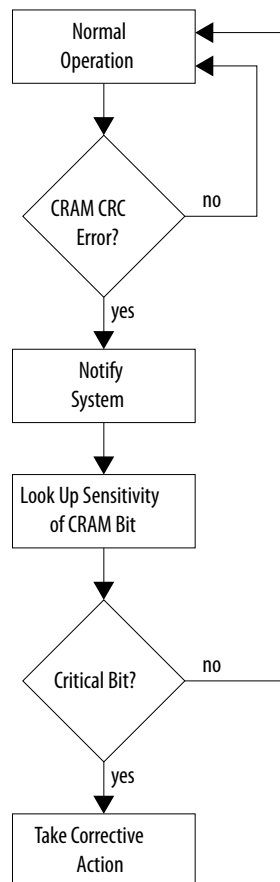 Normal
Operation
CRAM CRC
Error?
no
yes
Notify
System
Look Up Sensitivity
of CRAM Bit
Critical Bit?
no
yes
Take Corrective
Action